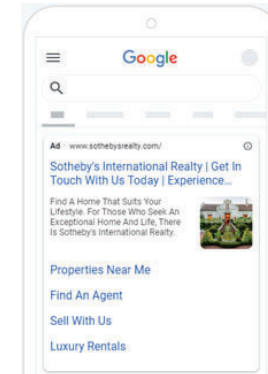 Google
Ad · www.sothebysrealty.com/
Sotheby's International Realty | Get In
Touch With Us Today | Experience...
Find A Home That Suits Your
Lifestyle. For Those Who Seek An
Exceptional Home And Life, There
Is Sotheby's International Realty.
Properties Near Me
Find An Agent
Sell With Us
Luxury Rentals